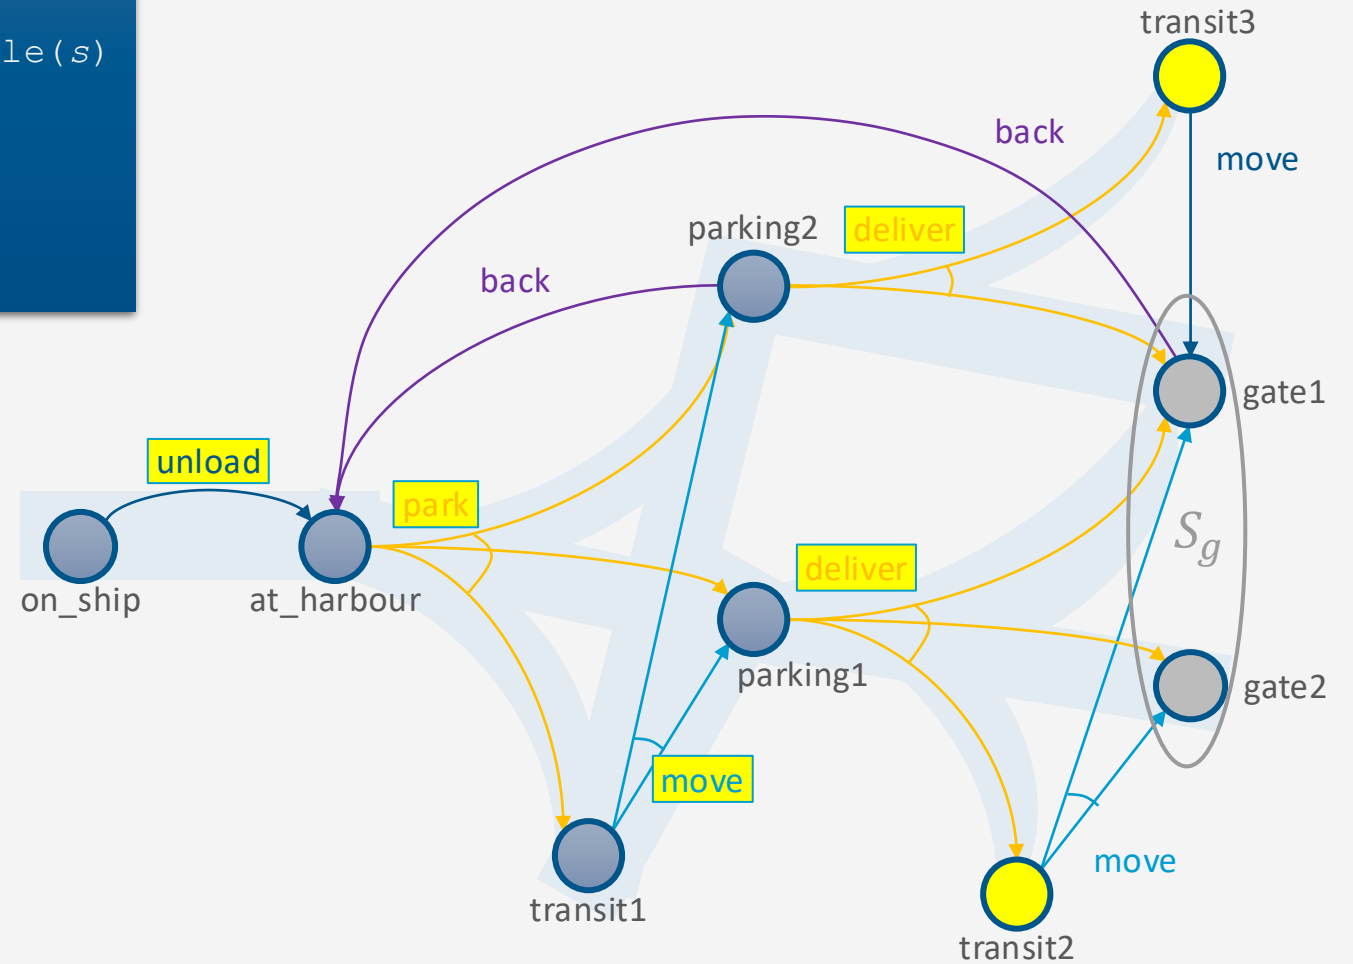 le(s)
transit3
back
move
parking2
deliver
back
gate1
unload
park
S_g
deliver
on_ship
at_harbour
parking1
gate2
move
move
transit1
transit2